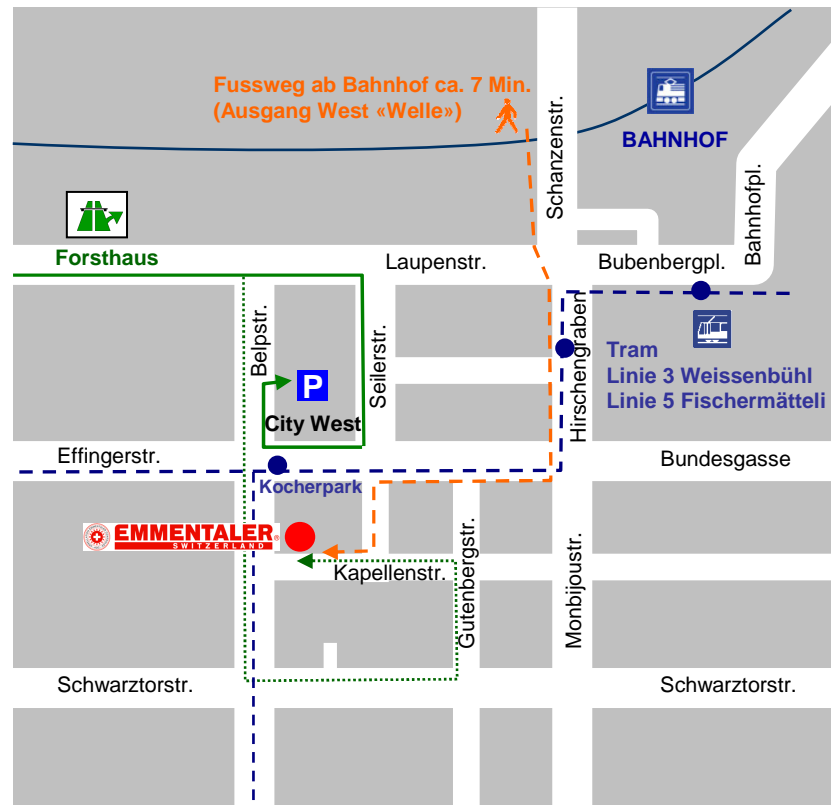 Fussweg ab Bahnhof ca. 7 Min.
(Ausgang West «Welle»)
Schanzenstr.
BAHNHOF
Bahnhofpl.
Forsthaus
Laupenstr.
Bubenbergpl.
Belpstr.
Seilerstr.
Hirschengraben
P
City West
Tram
Linie 3 Weissenbühl
Linie 5 Fischermätteli
Effingerstr.
Bundesgasse
Kocherpark
EMMENTALER®
SWITZERLAND
Kapellenstr.
Gutenbergstr.
Monbijoustr.
Schwarztorstr.
Schwarztorstr.